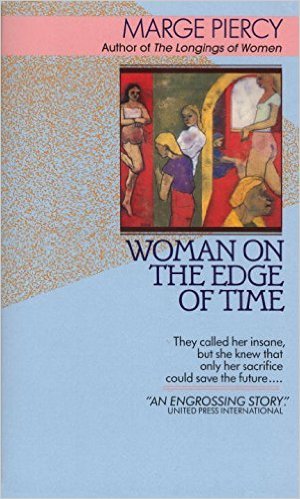 MARGE PIERCY
Author of The Longings of Women
WOMAN ON
THE EDGE
OF TIME
They called her insane,
but she knew that
only her sacrifice
could save the future....
"AN ENGROSSING STORY."
UNITED PRESS INTERNATIONAL